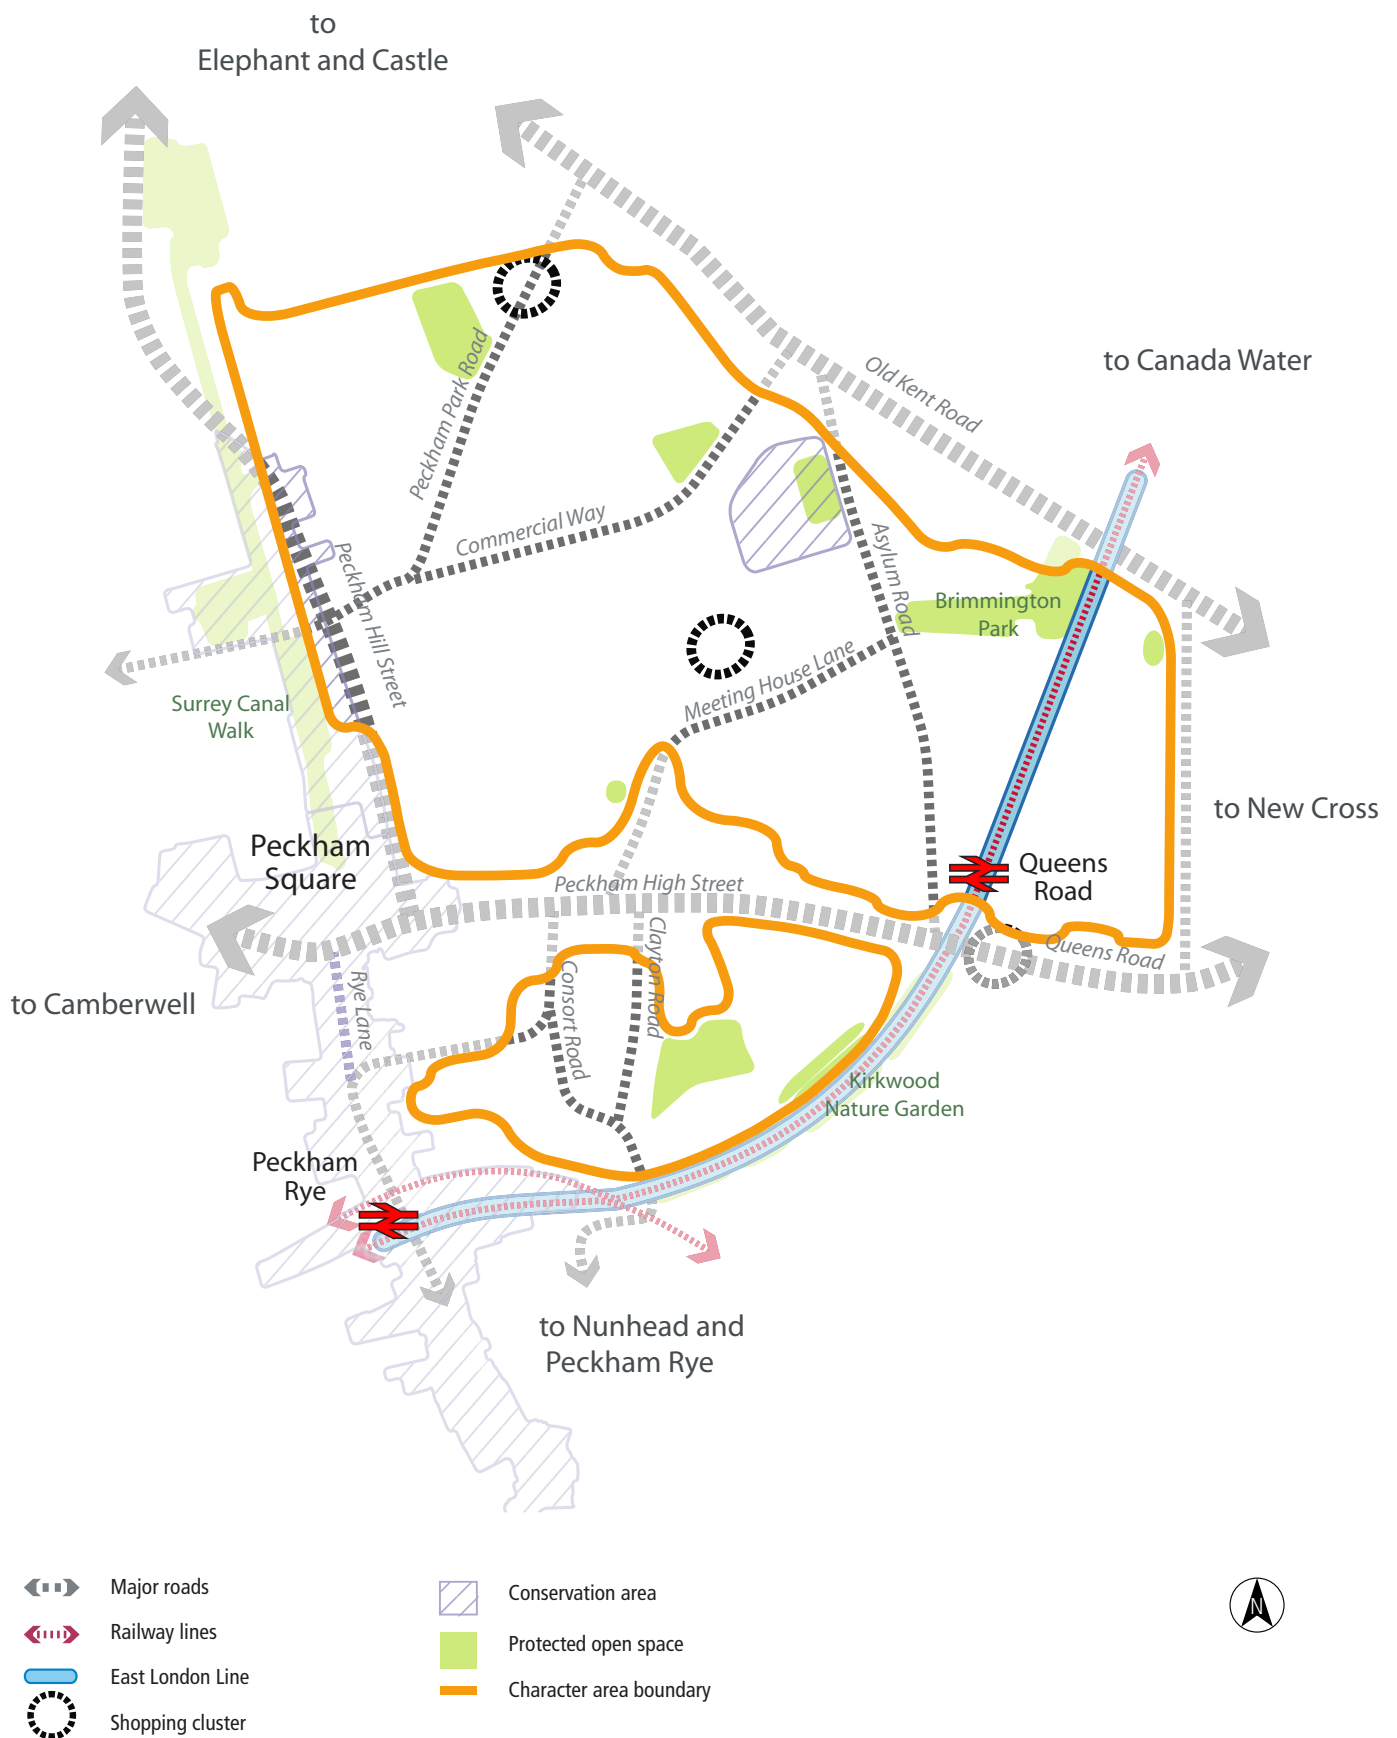 to
Elephant and Castle
Old Kent Road
to Canada Water
Peckham Park Road
Commercial Way
Asylum Road
Peckham Hill Street
Brimmington
Park
Meeting House Lane
Surrey Canal
Walk
to New Cross
Peckham
Square
Queens
Road
Peckham High Street
Clayton Road
Queens Road
to Camberwell
Rye Lane
Consort Road
Kirkwood
Nature Garden
Peckham
Rye
to Nunhead and
Peckham Rye
Major roads
Railway lines
East London Line
Shopping cluster
Conservation area
Protected open space
Character area boundary
N